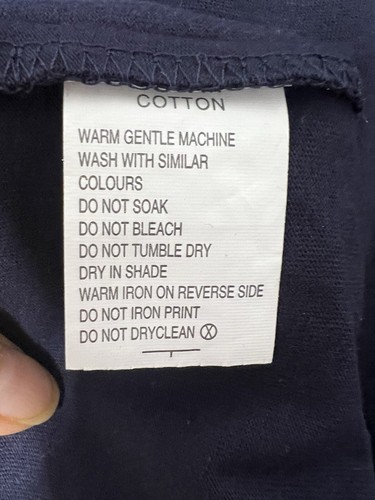 COTTON
WARM GENTLE MACHINE
WASH WITH SIMILAR
COLOURS
DO NOT SOAK
DO NOT BLEACH
DO NOT TUMBLE DRY
DRY IN SHADE
WARM IRON ON REVERSE SIDE
DO NOT IRON PRINT
DO NOT DRYCLEAN Ⓧ